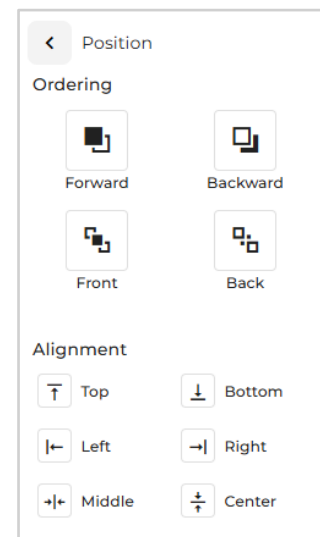 Position
Ordering
Forward
Backward
Front
Back
Alignment
Top
Bottom
Left
Right
Middle
Center